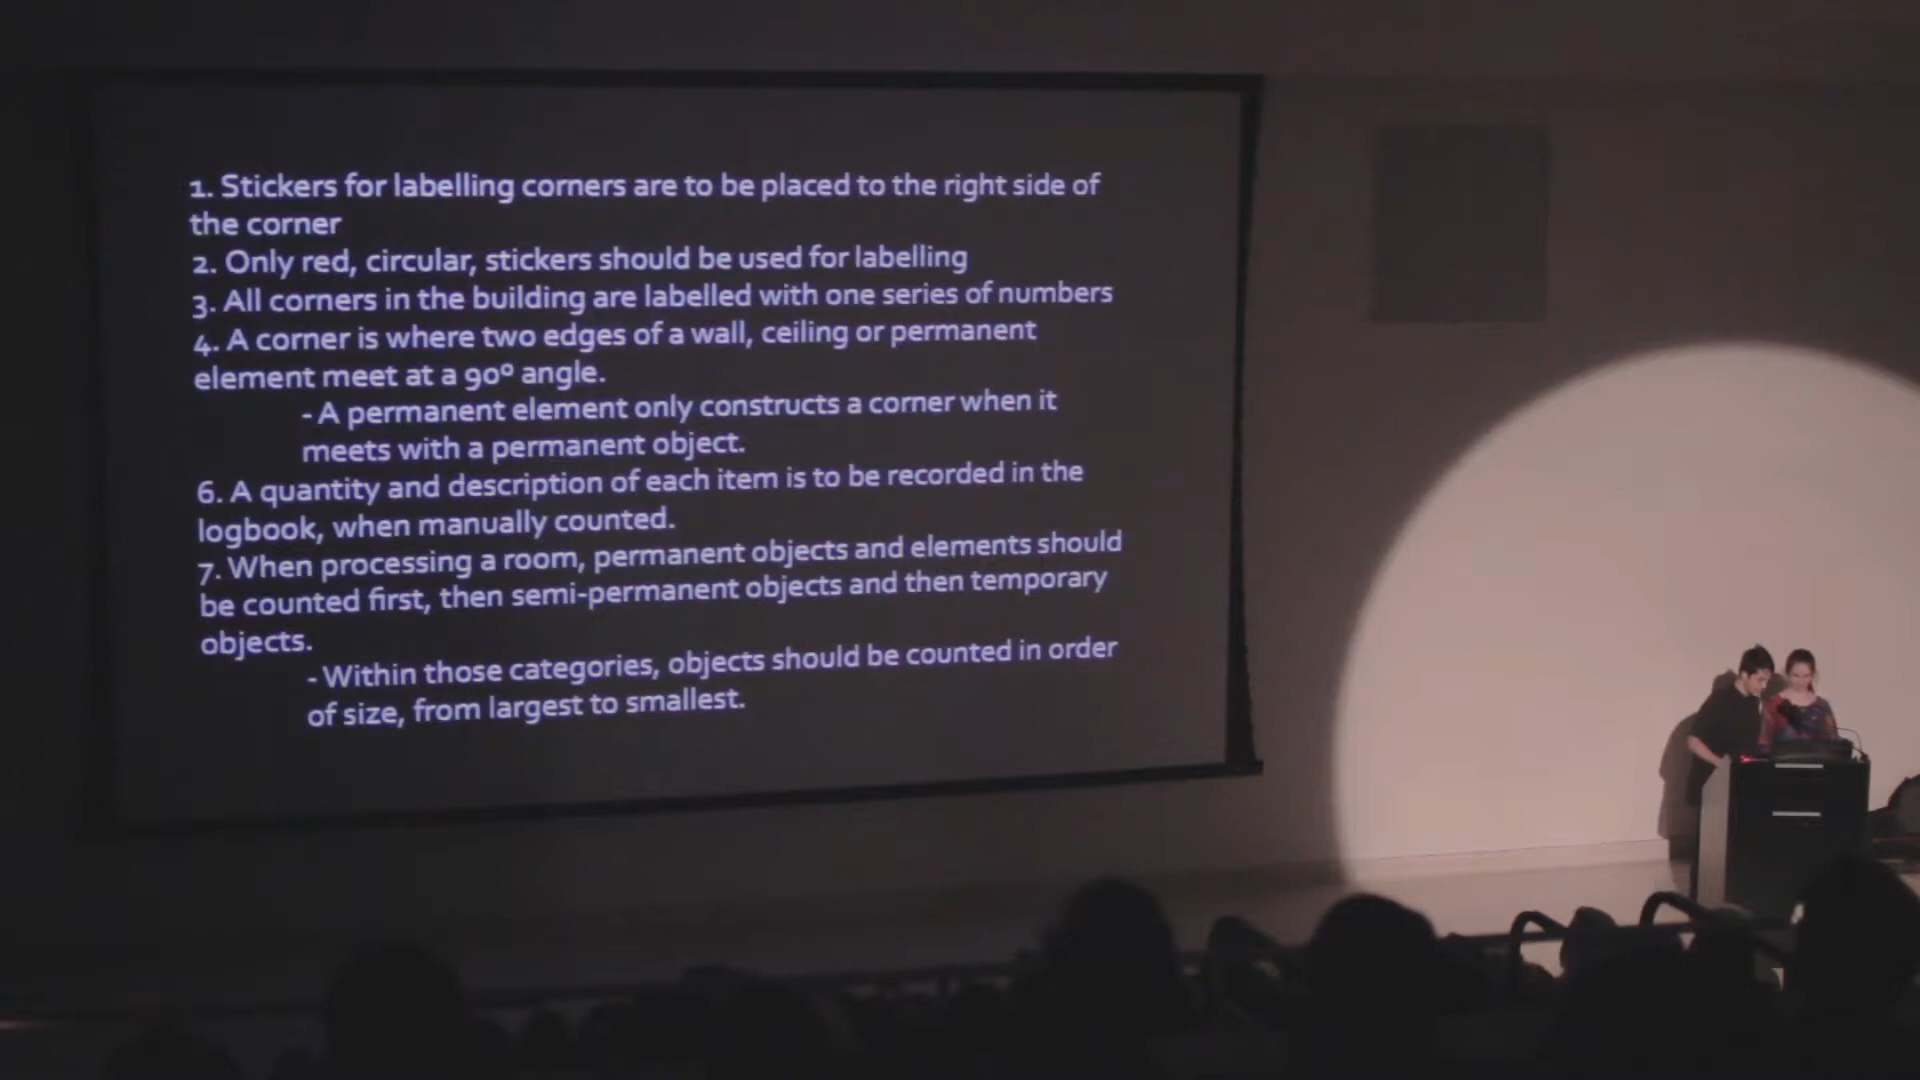 1. Stickers for labelling corners are to be placed to the right side of
the corner
2. Only red, circular, stickers should be used for labelling
3. All corners in the building are labelled with one series of numbers
4. A corner is where two edges of a wall, ceiling or permanent
element meet at a 90º angle.
- A permanent element only constructs a corner when it
meets with a permanent object.
6. A quantity and description of each item is to be recorded in the
logbook, when manually counted.
7. When processing a room, permanent objects and elements should
be counted first, then semi-permanent objects and then temporary
objects.
- Within those categories, objects should be counted in order
of size, from largest to smallest.